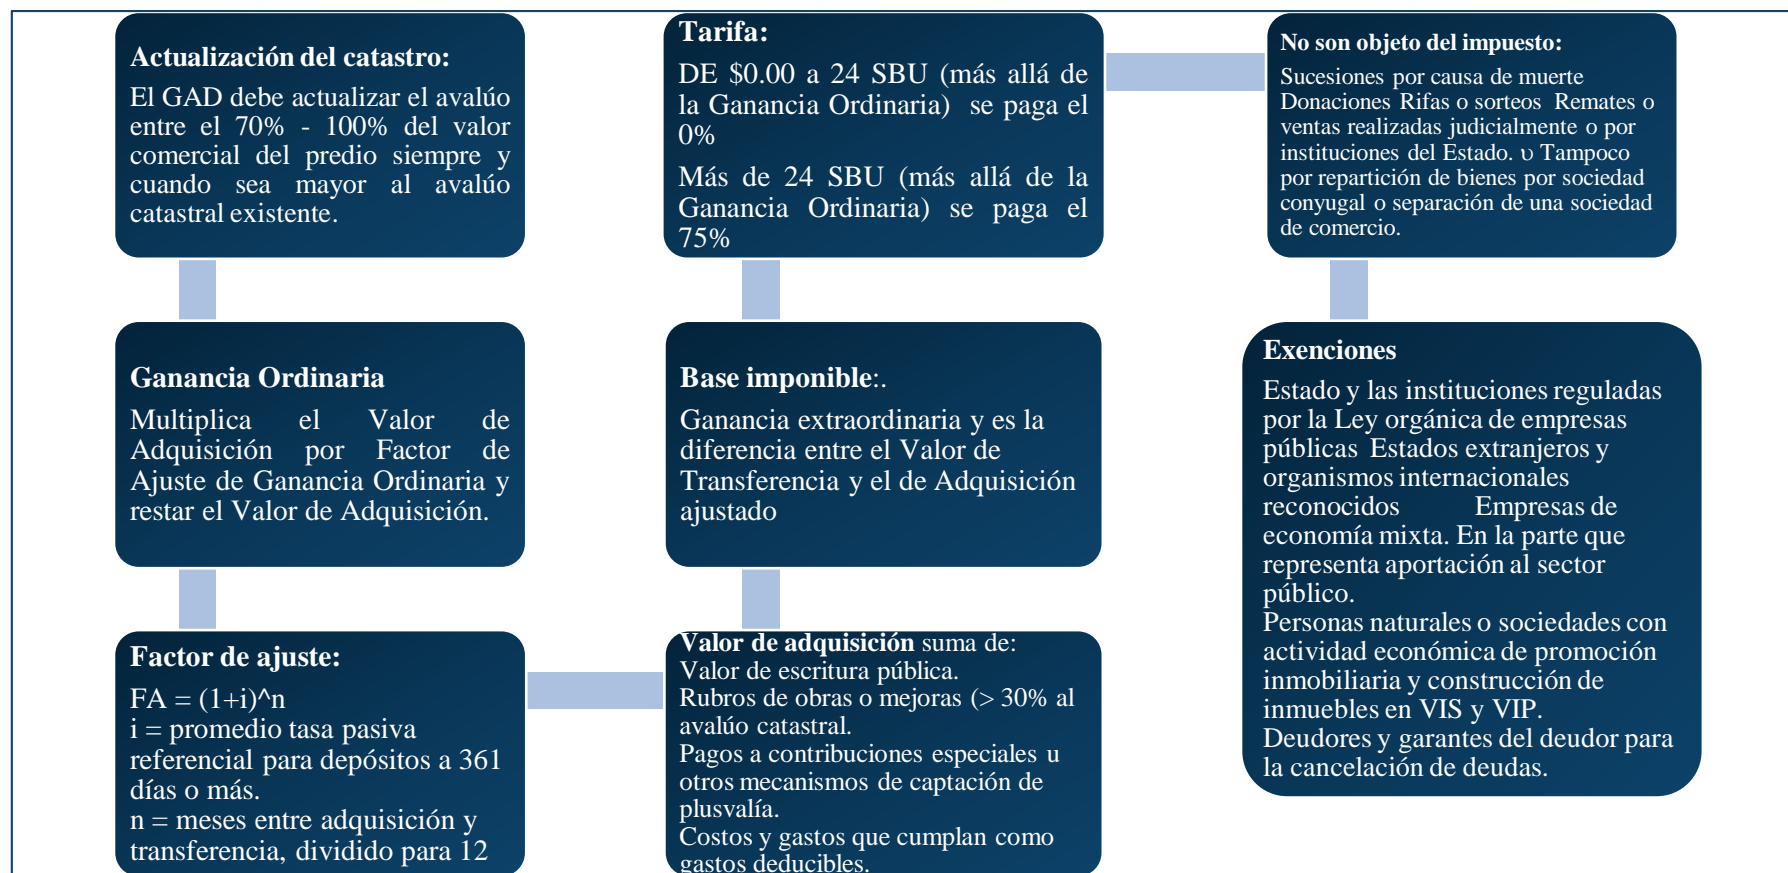 Actualización del catastro:
El GAD debe actualizar el avalúo
entre el 70% - 100% del valor
comercial del predio siempre y
cuando sea mayor al avalúo
catastral existente.
Ganancia Ordinaria
Multiplica el Valor de
Adquisición por Factor de
Ajuste de Ganancia Ordinaria y
restar el Valor de Adquisición.
Factor de ajuste:
FA = (1+i)^n
i = promedio tasa pasiva
referencial para depósitos a 361
días o más.
n = meses entre adquisición y
transferencia, dividido para 12
Valor de adquisición suma de:
Valor de escritura pública.
Rubros de obras o mejoras (> 30% al
avalúo catastral.
Pagos a contribuciones especiales u
otros mecanismos de captación de
plusvalía.
Costos y gastos que cumplan como
gastos deducibles.
Base imponible:.
Ganancia extraordinaria y es la
diferencia entre el Valor de
Transferencia y el de Adquisición
ajustado
Tarifa:
DE $0.00 a 24 SBU (más allá de
la Ganancia Ordinaria) se paga el
0%
Más de 24 SBU (más allá de la
Ganancia Ordinaria) se paga el
75%
No son objeto del impuesto:
Sucesiones por causa de muerte
Donaciones Rifas o sorteos Remates o
ventas realizadas judicialmente o por
instituciones del Estado. υ Tampoco
por repartición de bienes por sociedad
conyugal o separación de una sociedad
de comercio.
Exenciones
Estado y las instituciones reguladas
por la Ley orgánica de empresas
públicas Estados extranjeros y
organismos internacionales
reconocidos Empresas de
economía mixta. En la parte que
representa aportación al sector
público.
Personas naturales o sociedades con
actividad económica de promoción
inmobiliaria y construcción de
inmuebles en VIS y VIP.
Deudores y garantes del deudor para
la cancelación de deudas.